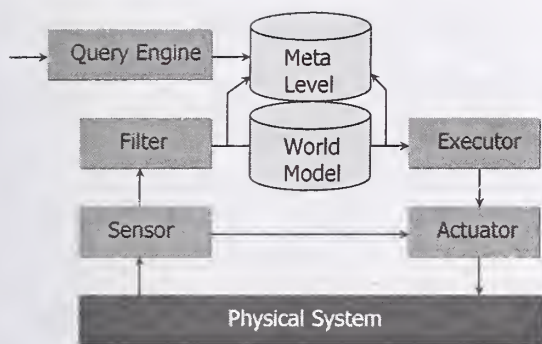 Query Engine
Meta
Level
Filter
World
Model
Executor
Sensor
Actuator
Physical System